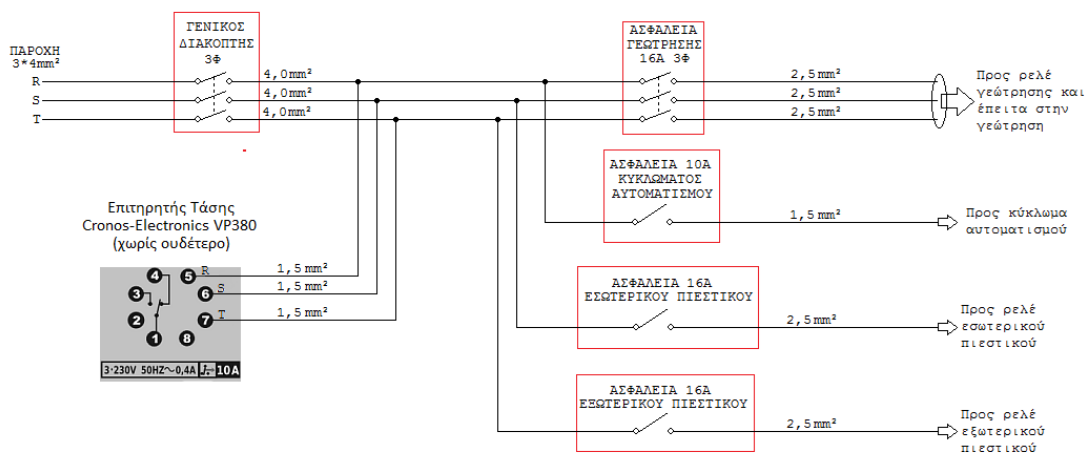 ΓΕΝΙΚΟΣ
ΔΙΑΚΟΠΤΗΣ
3Φ
ΑΣΦΑΛΕΙΑ
ΓΕΩΤΡΗΣΗΣ
16Α 3Φ
ΠΑΡΟΧΗ
3*4mm²
R
4,0mm²
2,5mm²
S
4,0mm²
2,5mm²
T
4,0mm²
2,5mm²
Προς ρελέ
γεώτρησης και
έπειτα στην
γεώτρηση
ΑΣΦΑΛΕΙΑ 10Α
ΚΥΚΛΩΜΑΤΟΣ
ΑΥΤΟΜΑΤΙΣΜΟΥ
1,5mm²
Προς κύκλωμα
αυτοματισμού
Επιτηρητής Τάσης
Cronos-Electronics VP380
(χωρίς ουδέτερο)
4
5
R
1,5mm²
3
6
S
1,5mm²
2
7
T
1,5mm²
1
8
3·230V 50HZ~0,4A
10A
ΑΣΦΑΛΕΙΑ 16Α
ΕΣΩΤΕΡΙΚΟΥ ΠΙΕΣΤΙΚΟΥ
2,5mm²
Προς ρελέ
εσωτερικού
πιεστικού
ΑΣΦΑΛΕΙΑ 16Α
ΕΞΩΤΕΡΙΚΟΥ ΠΙΕΣΤΙΚΟΥ
2,5mm²
Προς ρελέ
εξωτερικού
πιεστικού